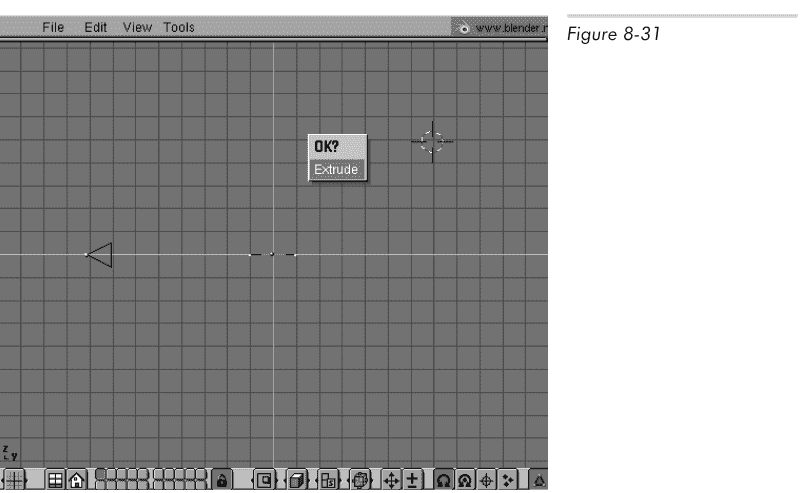 File Edit View Tools
www.blender.n
Figure 8-31
OK?
Extrude
z
y